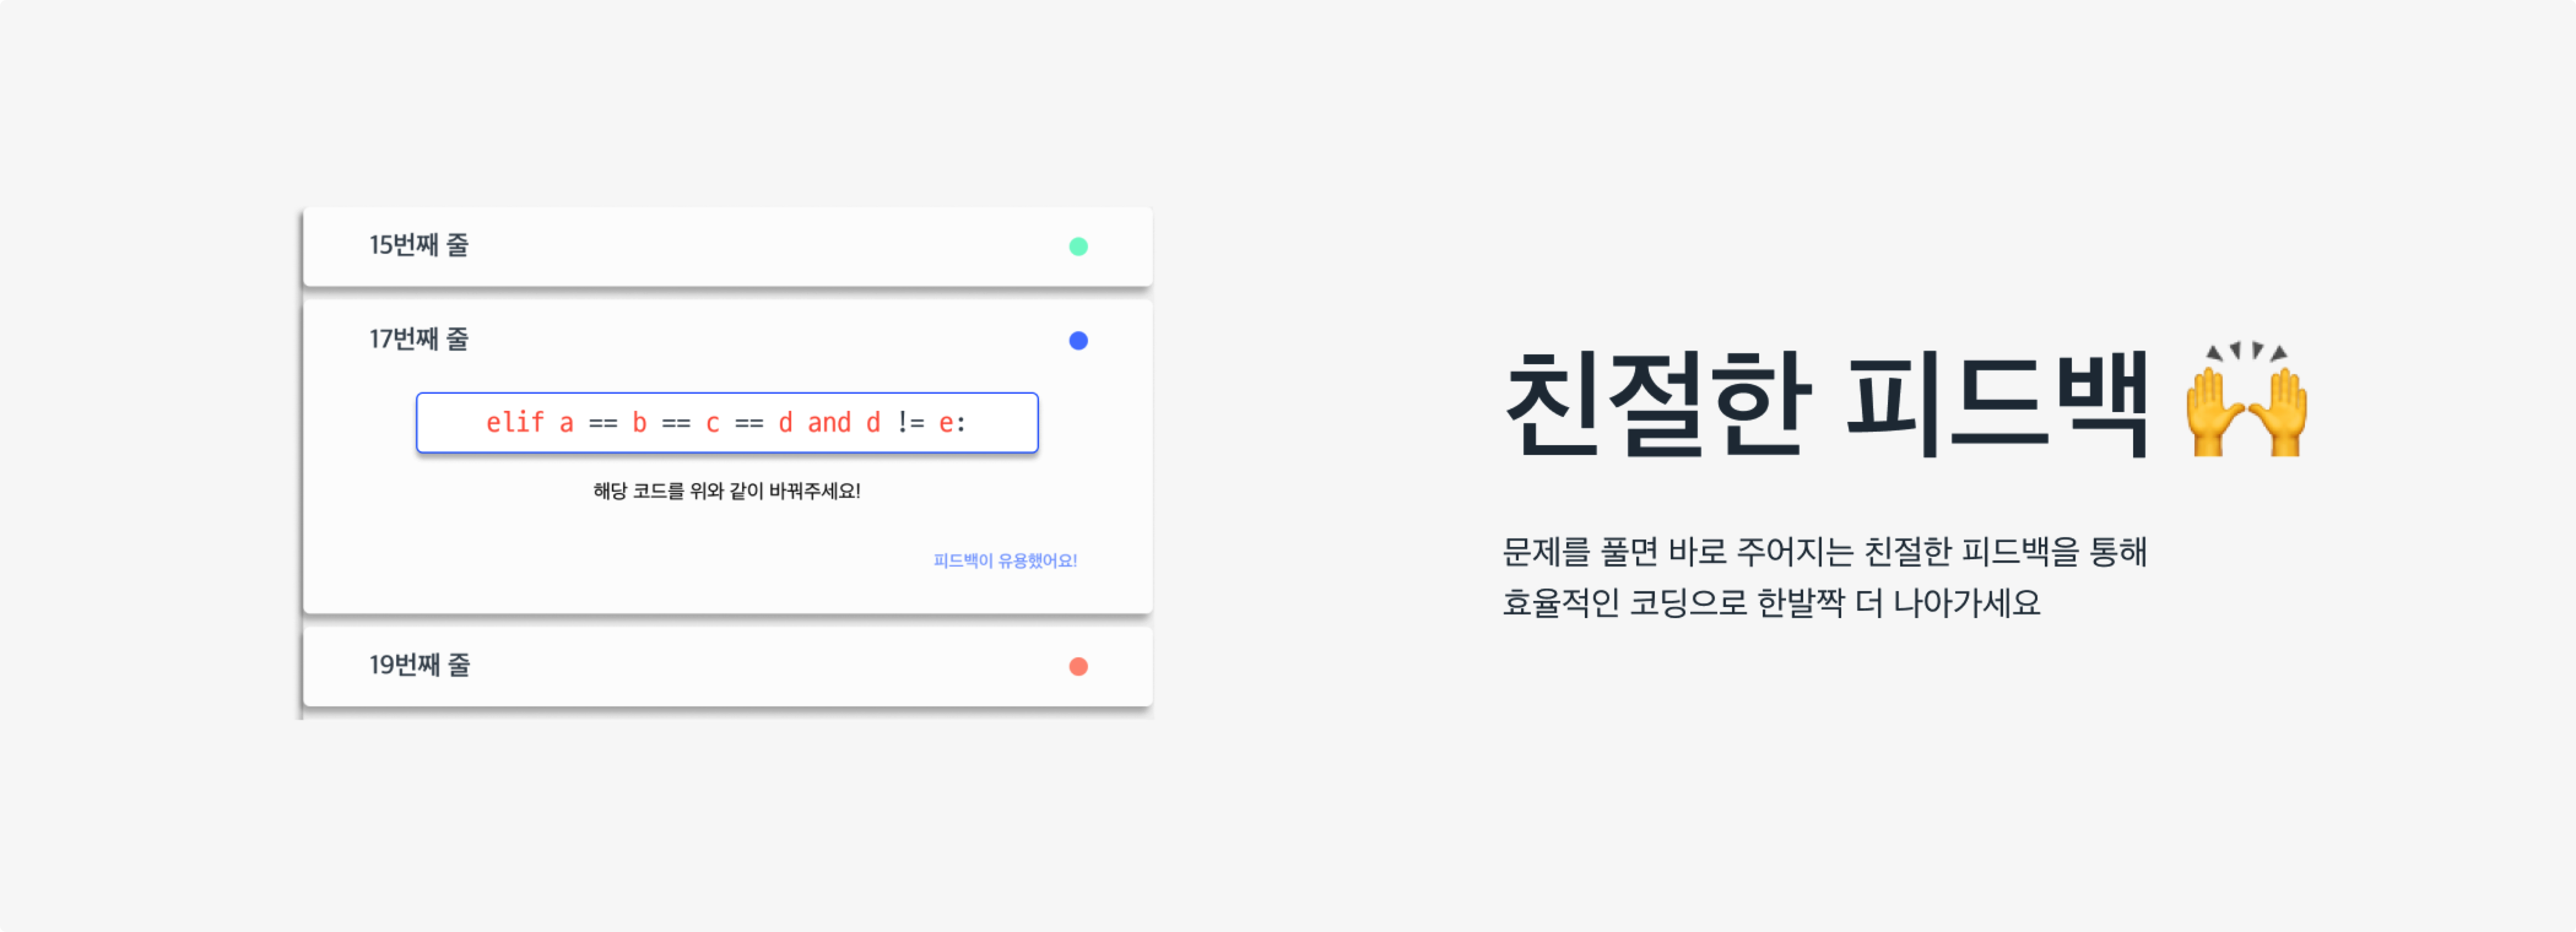 15번째 줄
17번째 줄
elif a == b == c == d and d != e:
해당 코드를 위와 같이 바꿔주세요!
피드백이 유용했어요!
19번째 줄
친절한 피드백 🙌
문제를 풀면 바로 주어지는 친절한 피드백을 통해
효율적인 코딩으로 한발짝 더 나아가세요